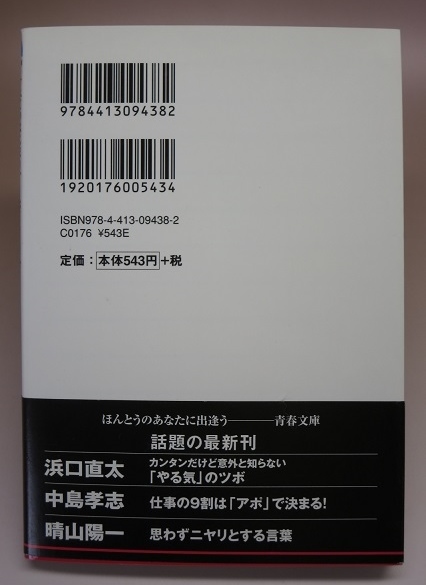 9784413094382
1920176005434
ISBN978-4-413-09438-2
C0176 ¥543E
定価：本体543円+税
ほんとうのあなたに出逢う―――青春文庫
話題の最新刊
浜口直太 カンタンだけど意外と知らない
「やる気」のツボ
中島孝志 仕事の9割は「アポ」で決まる!
晴山陽一 思わずニヤリとする言葉